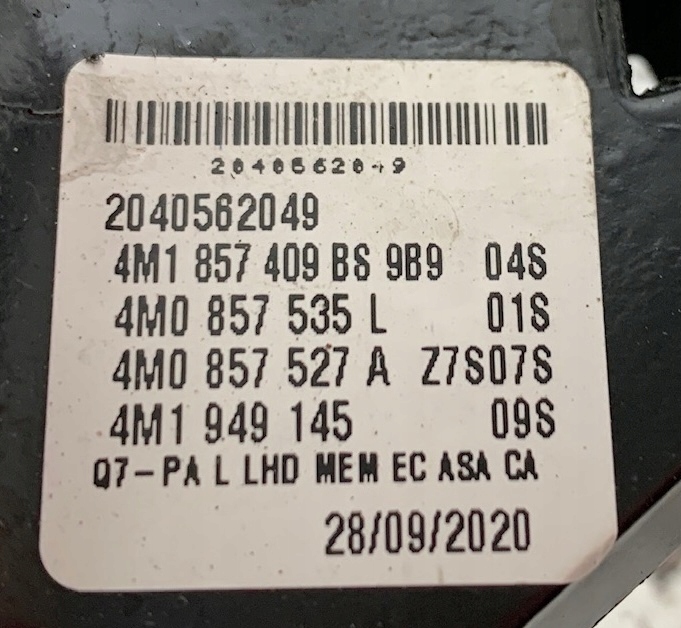 2040562049
2040562049
4M1 857 409 BS 9B9 04S
4M0 857 535 L 01S
4M0 857 527 A Z7S07S
4M1 949 145 09S
Q7-PA L LHD MEM EC ASA CA
28/09/2020